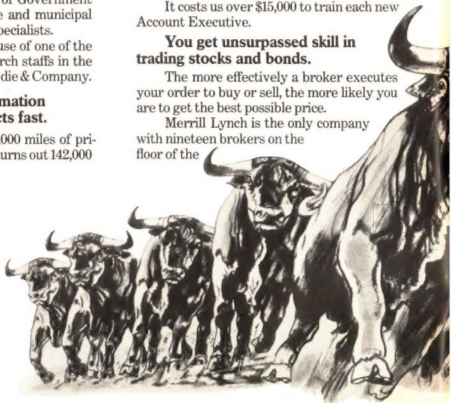 of Government
e and municipal
pecialists.
use of one of the
rch staffs in the
die & Company.
mation
ts fast.
,000 miles of pri-
urns out 142,000
It costs us over $15,000 to train each new
Account Executive.
You get unsurpassed skill in
trading stocks and bonds.
The more effectively a broker executes
your order to buy or sell, the more likely you
are to get the best possible price.
Merrill Lynch is the only company
with nineteen brokers on the
floor of the